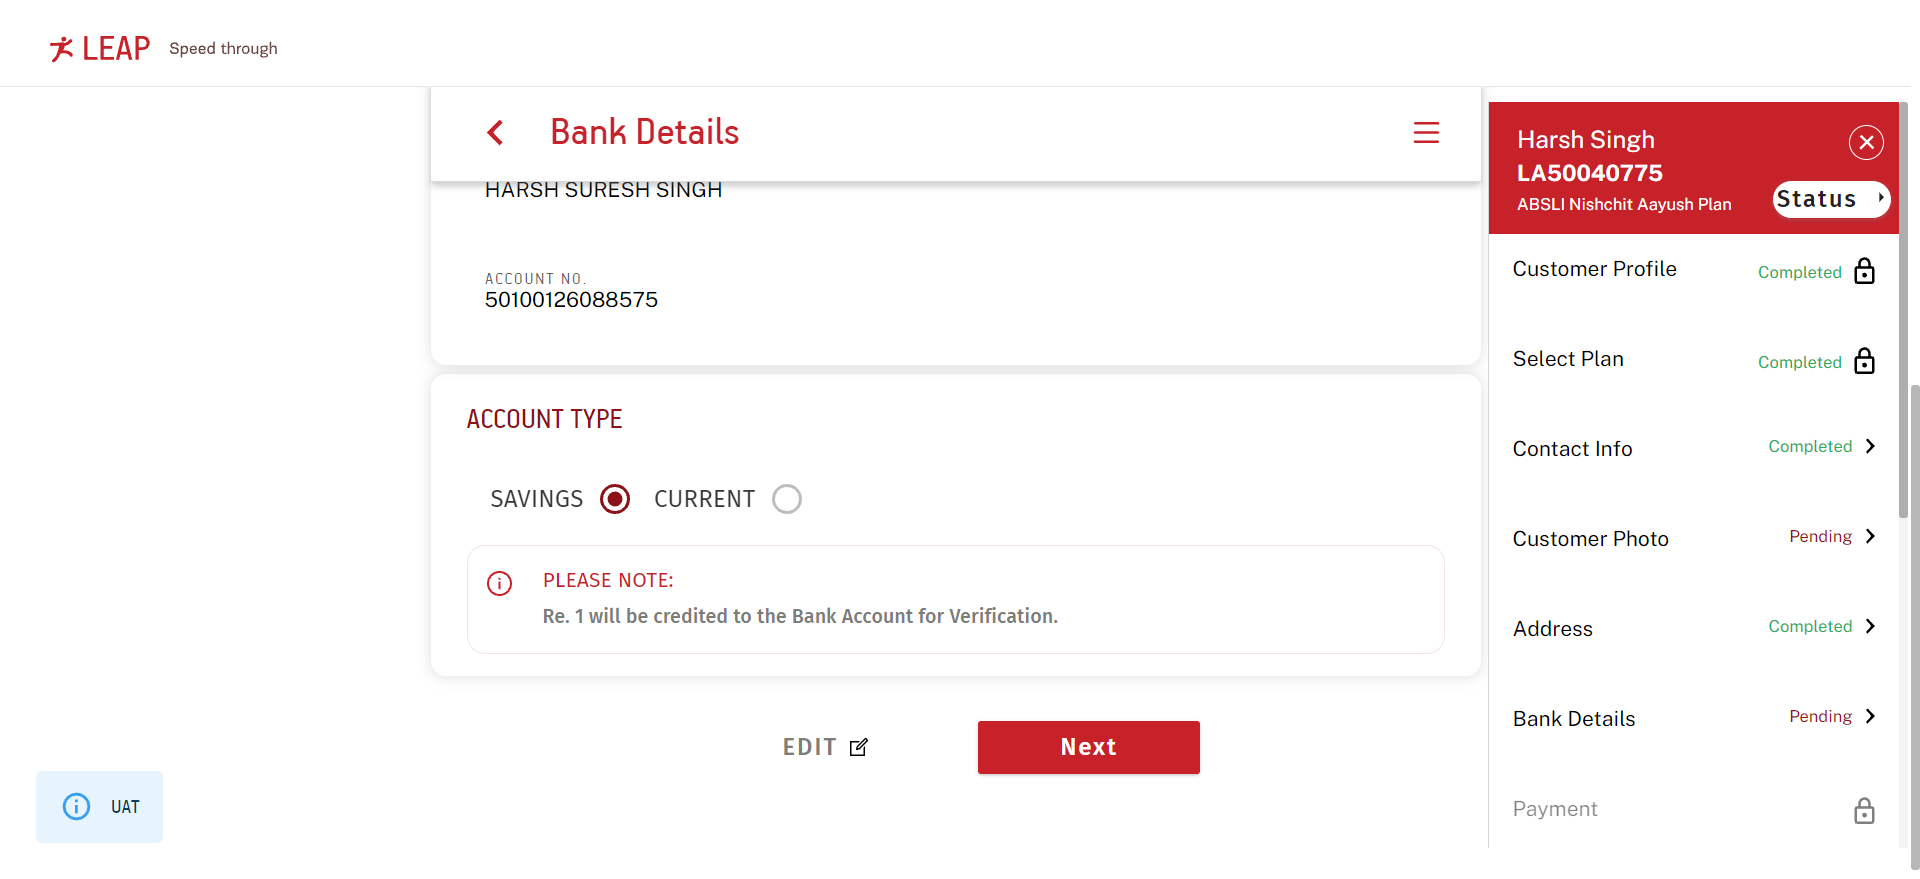 LEAP Speed through
Bank Details
HARSH SURESH SINGH
ACCOUNT NO.
50100126088575
ACCOUNT TYPE
SAVINGS CURRENT
PLEASE NOTE:
Re. 1 will be credited to the Bank Account for Verification.
EDIT Next
UAT
Harsh Singh
LA50040775
ABSLI Nishchit Aayush Plan
Status
Customer Profile Completed
Select Plan Completed
Contact Info Completed
Customer Photo Pending
Address Completed
Bank Details Pending
Payment